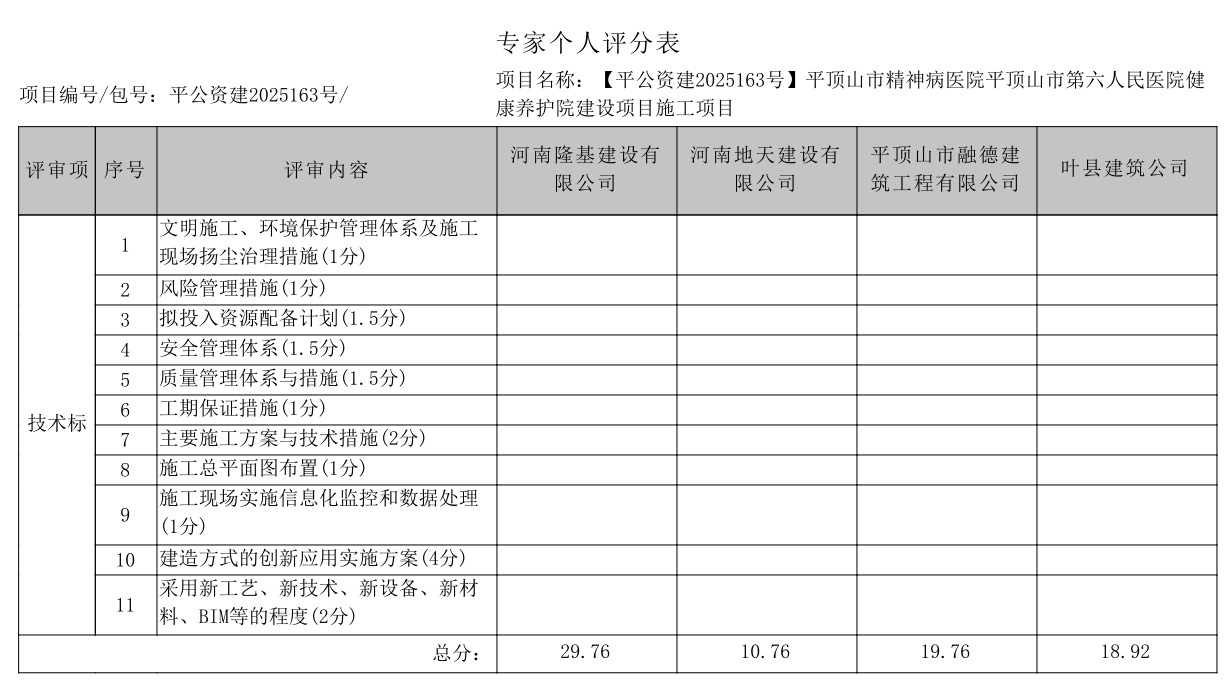 专家个人评分表
项目编号/包号：平公资建2025163号/
项目名称：【平公资建2025163号】平顶山市精神病医院平顶山市第六人民医院健
康养护院建设项目施工项目
评审项
序号
评审内容
河南隆基建设有
限公司
河南地天建设有
限公司
平顶山市融德建
筑工程有限公司
叶县建筑公司
技术标
1
文明施工、环境保护管理体系及施工
现场扬尘治理措施(1分)
2
风险管理措施(1分)
3
拟投入资源配备计划(1.5分)
4
安全管理体系(1.5分)
5
质量管理体系与措施(1.5分)
6
工期保证措施(1分)
7
主要施工方案与技术措施(2分)
8
施工总平面图布置(1分)
9
施工现场实施信息化监控和数据处理
(1分)
10
建造方式的创新应用实施方案(4分)
11
采用新工艺、新技术、新设备、新材
料、BIM等的程度(2分)
总分：
29.76
10.76
19.76
18.92